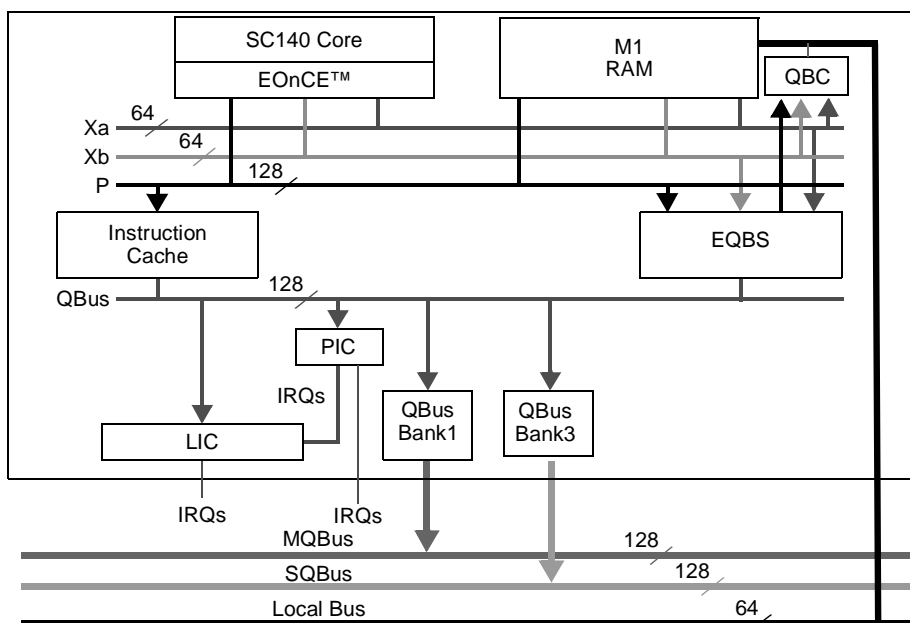 SC140 Core
EOnCE™
M1
RAM
QBC
64
Xa
64
Xb
128
P
Instruction
Cache
EQBS
128
QBus
PIC
IRQs
QBus
Bank1
QBus
Bank3
LIC
IRQs
IRQs
MQBus
128
SQBus
128
Local Bus
64